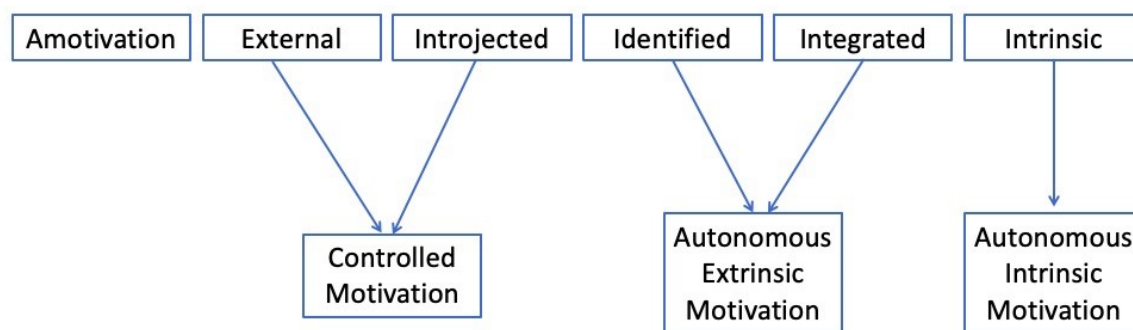 Amotivation External Introjected Identified Integrated Intrinsic
Controlled
Motivation
Autonomous
Extrinsic
Motivation
Autonomous
Intrinsic
Motivation